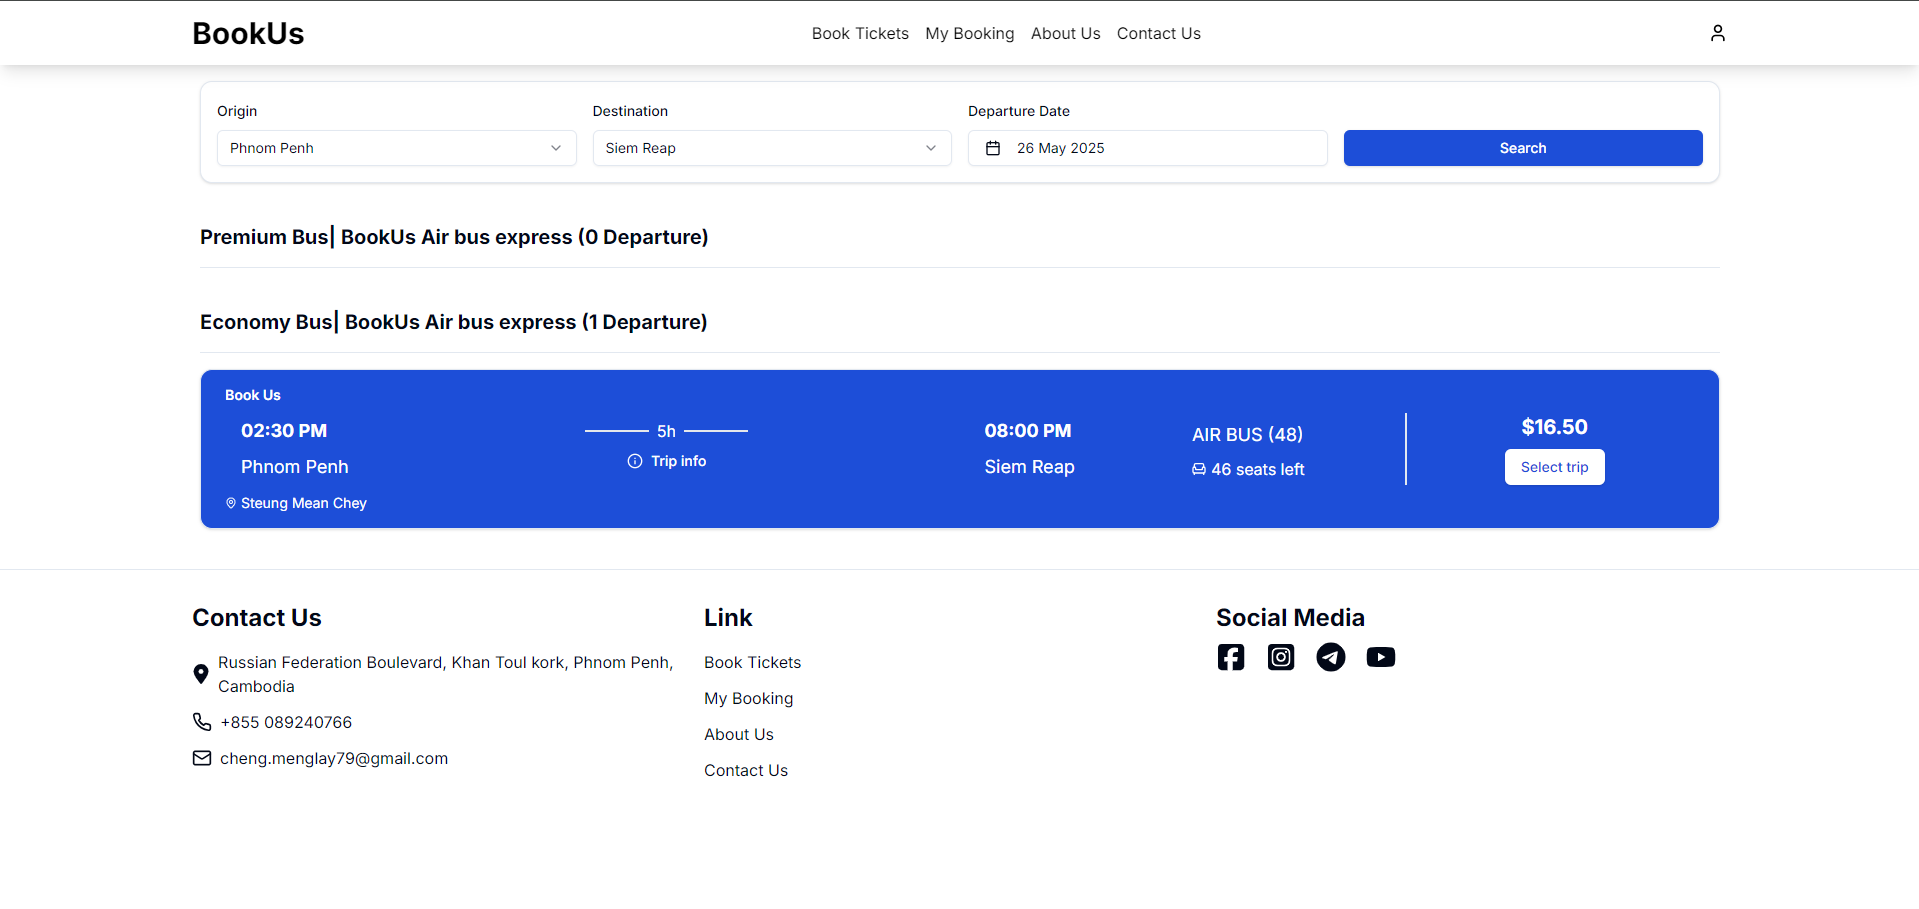 BookUs
Book Tickets My Booking About Us Contact Us
Origin
Phnom Penh
Destination
Siem Reap
Departure Date
26 May 2025
Search
Premium Bus| BookUs Air bus express (0 Departure)
Economy Bus| BookUs Air bus express (1 Departure)
Book Us
02:30 PM
Phnom Penh
Steung Mean Chey
5h
Trip info
08:00 PM
Siem Reap
AIR BUS (48)
46 seats left
$16.50
Select trip
Contact Us
Russian Federation Boulevard, Khan Toul kork, Phnom Penh,
Cambodia
+855 089240766
cheng.menglay79@gmail.com
Link
Book Tickets
My Booking
About Us
Contact Us
Social Media